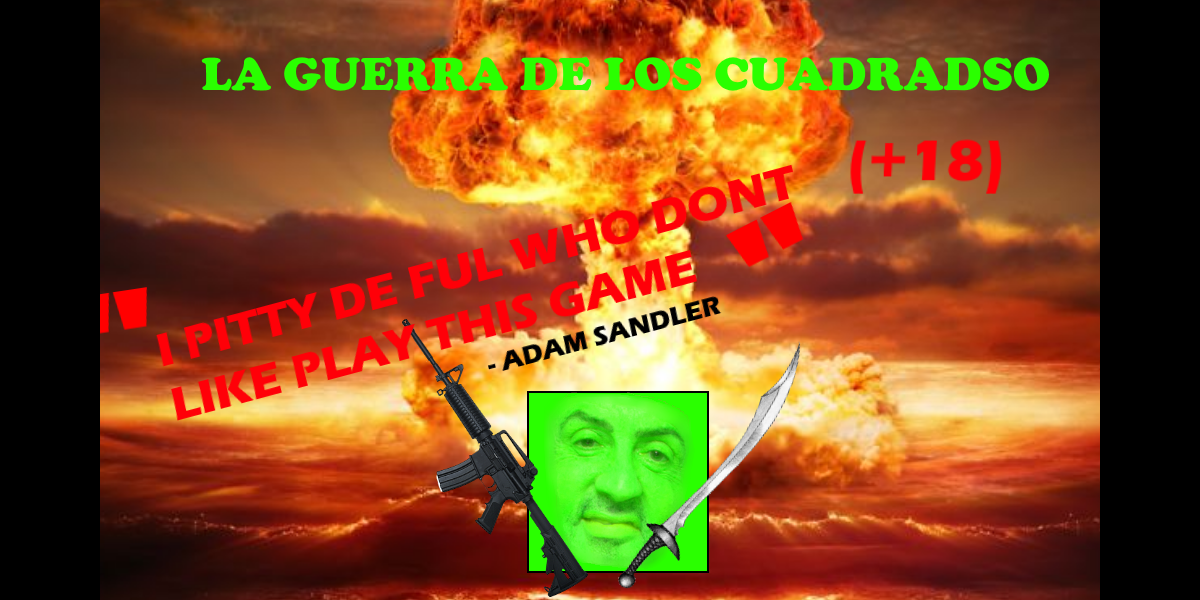 LA GUERRA DE LOS CUADRADSO
(+18)
"I PITTY DE FUL WHO DONT
LIKE PLAY THIS GAME"
- ADAM SANDLER